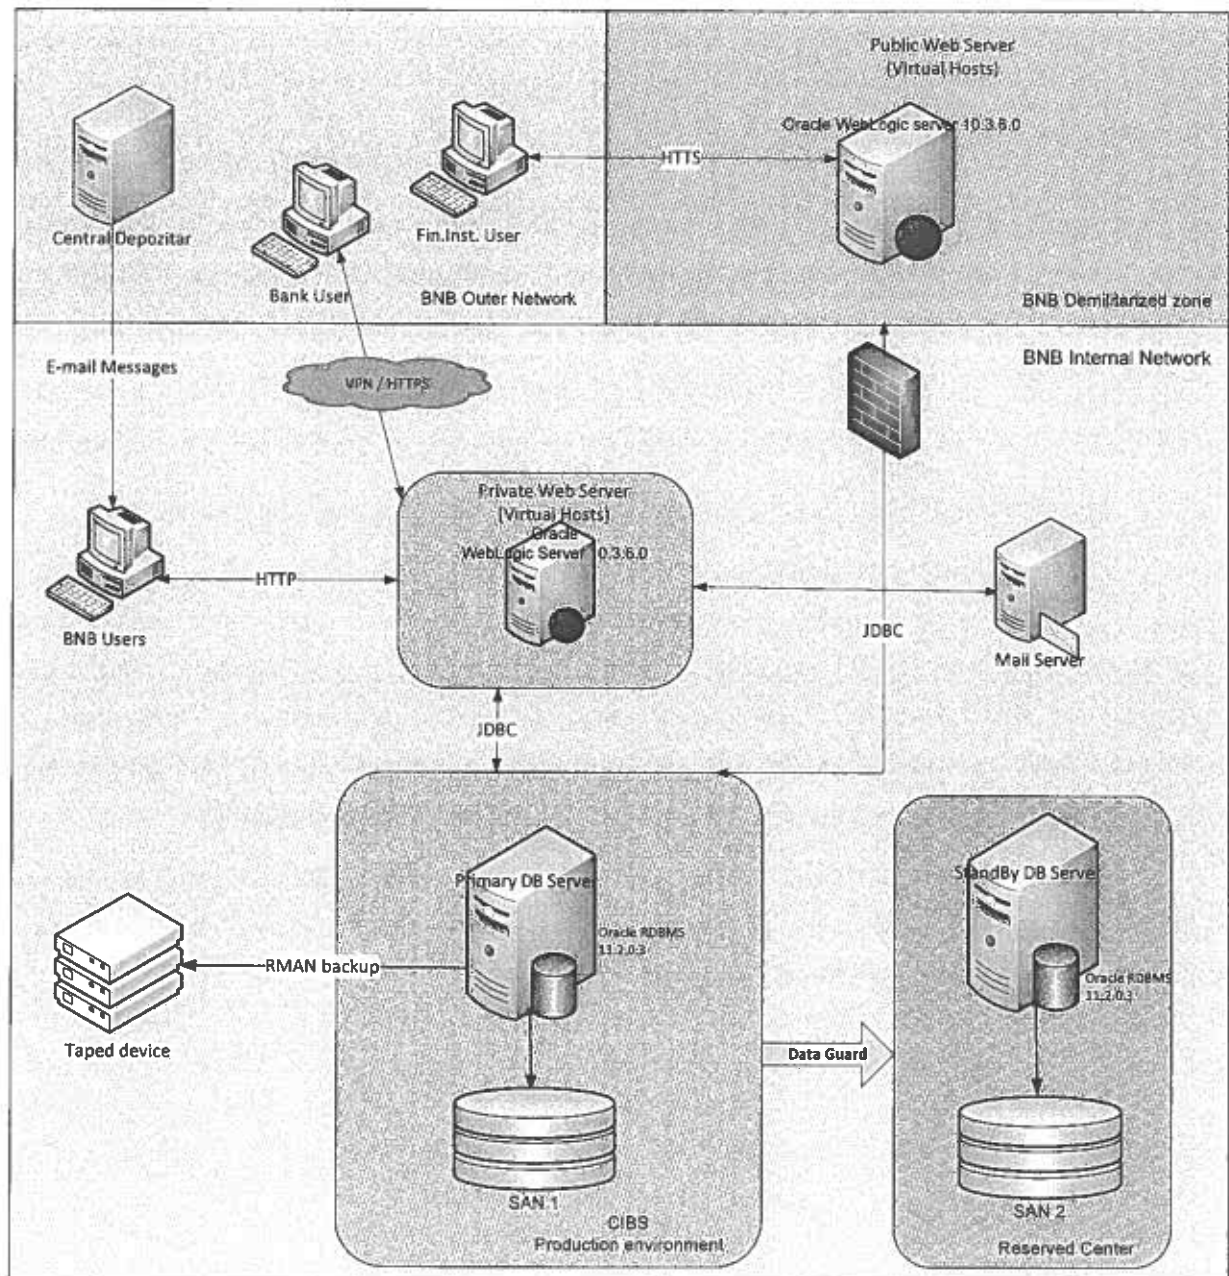 Public Web Server
(Virtual Hosts)
Oracle WebLogic server 10.3.6.0
HTTS
Central Depozitar
Fin.Inst. User
Bank User
BNB Outer Network
BNB Demilitarized zone
E-mail Messages
BNB Internal Network
VPN / HTTPS
Private Web Server
(Virtual Hosts)
Oracle
WebLogic Server 10.3.6.0
HTTP
BNB Users
JDBC
Mail Server
JDBC
Primary DB Server
StandBy DB Server
Oracle RDBMS
11.2.0.3
RMAN backup
Oracle RDBMS
11.2.0.3
Taped device
Data Guard
SAN 1
SAN 2
CIBS
Production environment
Reserved Center